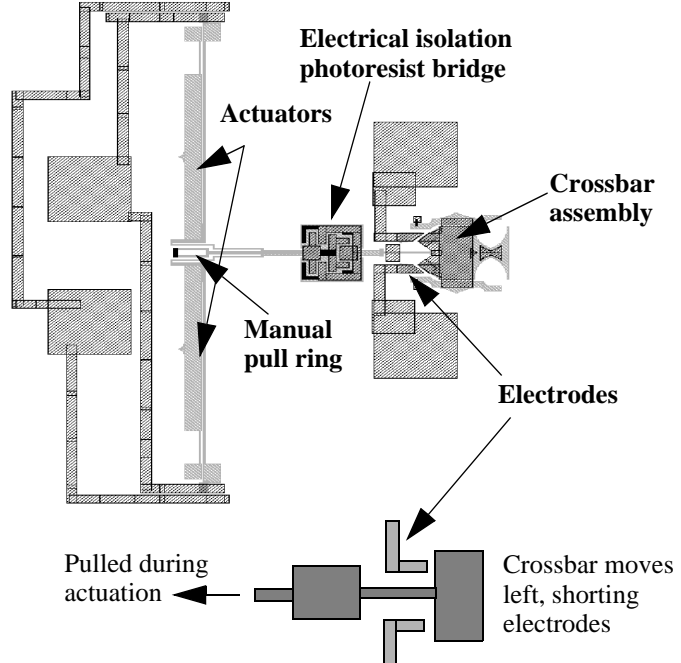 Electrical isolation
photoresist bridge
Actuators
Crossbar
assembly
Manual
pull ring
Electrodes
Pulled during
actuation
Crossbar moves
left, shorting
electrodes